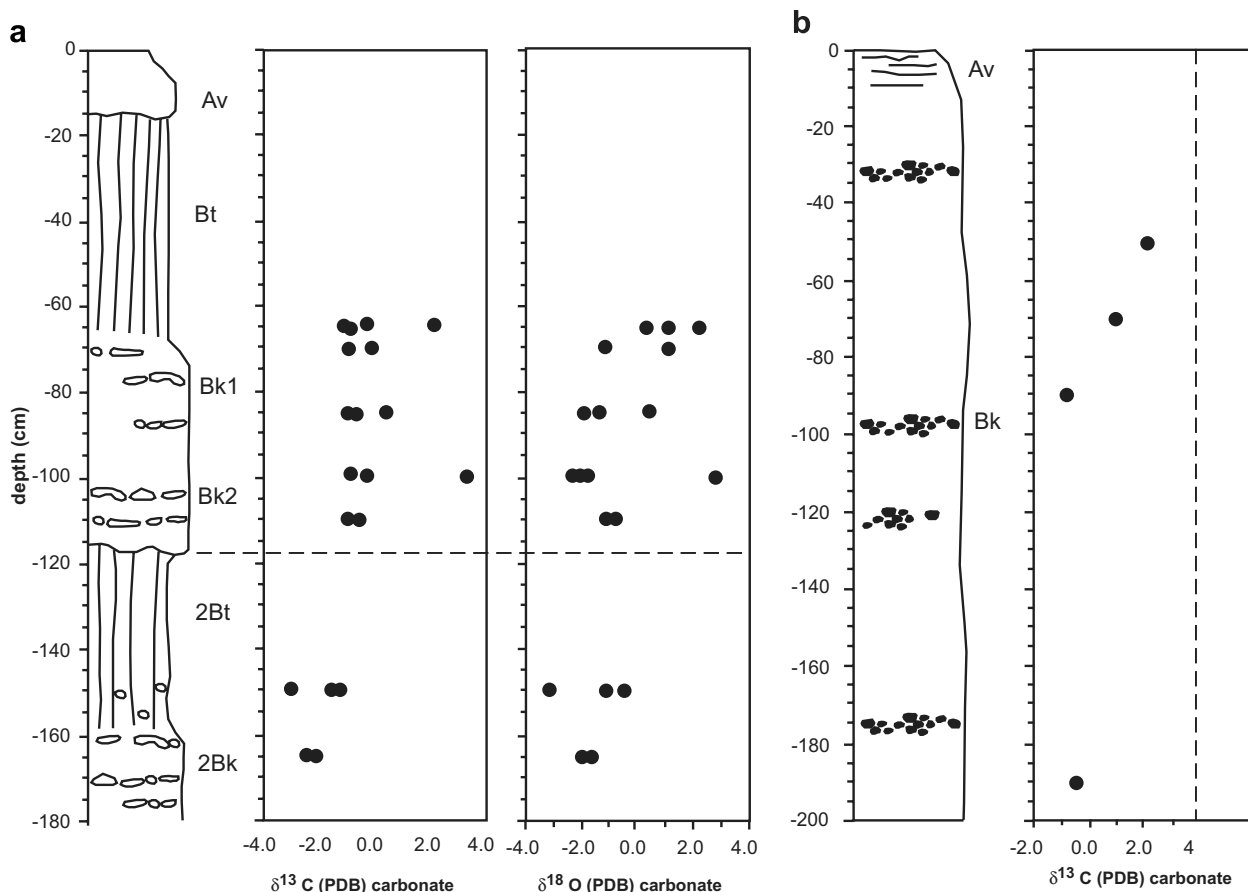 a
0
-20
-40
-60
-80
-100
-120
-140
-160
-180
depth (cm)
Av
Bt
Bk1
Bk2
2Bt
2Bk
-4.0 -2.0 0.0 2.0 4.0
δ13 C (PDB) carbonate
-4.0 -2.0 0.0 2.0 4.0
δ18 O (PDB) carbonate
b
0
-20
-40
-60
-80
-100
-120
-140
-160
-180
-200
Av
Bk
-2.0 0.0 2.0
δ13 C (PDB) carbonate